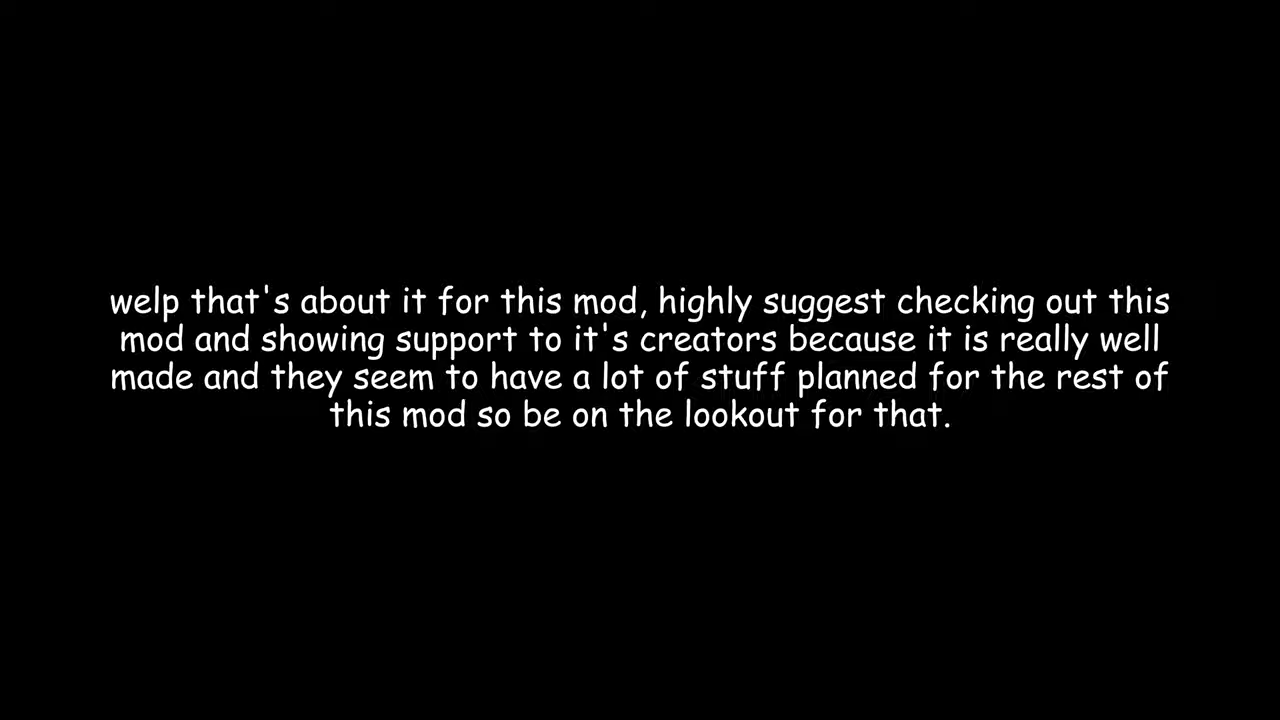 welp that's about it for this mod, highly suggest checking out this
mod and showing support to it's creators because it is really well
made and they seem to have a lot of stuff planned for the rest of
this mod so be on the lookout for that.